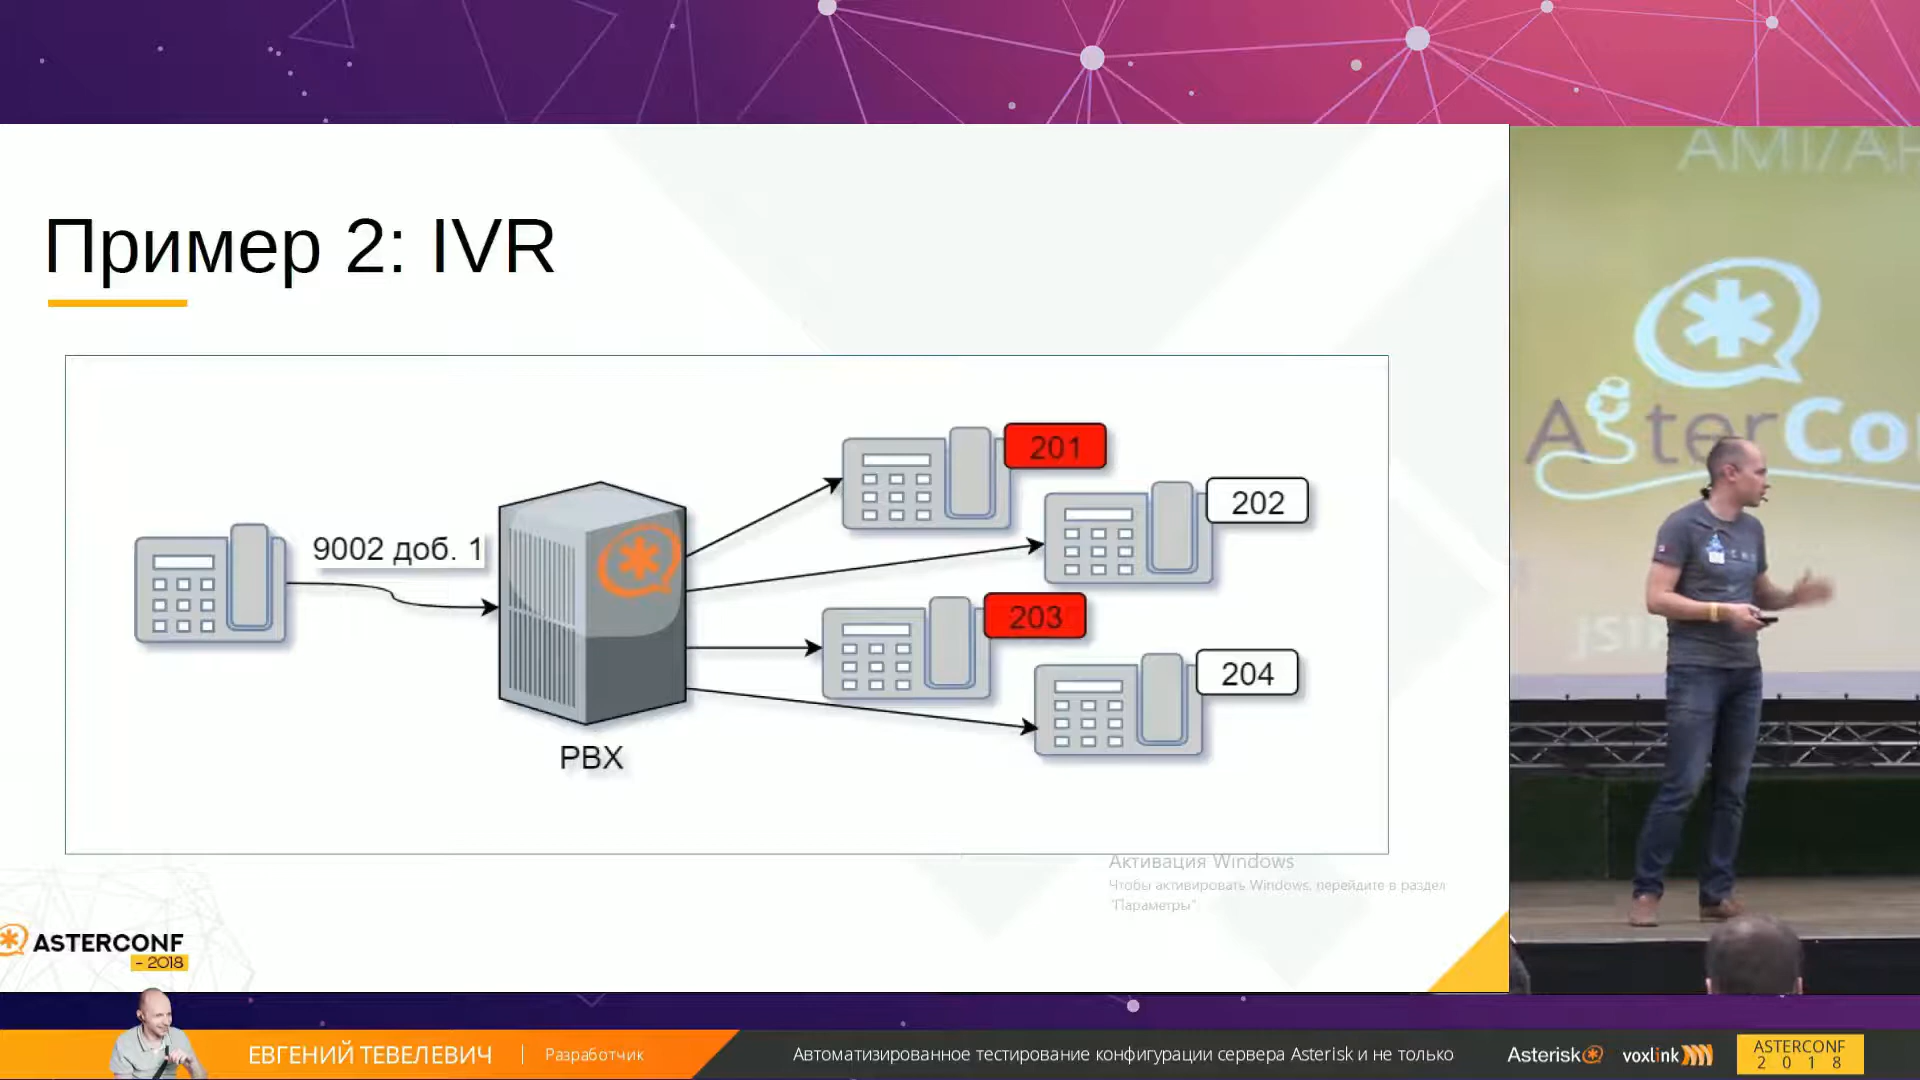 Пример 2: IVR
9002 доб. 1
PBX
201
202
203
204
Активация Windows
Чтобы активировать Windows, перейдите в раздел
"Параметры".
ASTERCONF
- 2018
AMI/
AsterCo
ЕВГЕНИЙ ТЕВЕЛЕВИЧ
Разработчик
Автоматизированное тестирование конфигурации сервера Asterisk и не только
Asterisk
voxlink
ASTERCONF
2 0 1 8